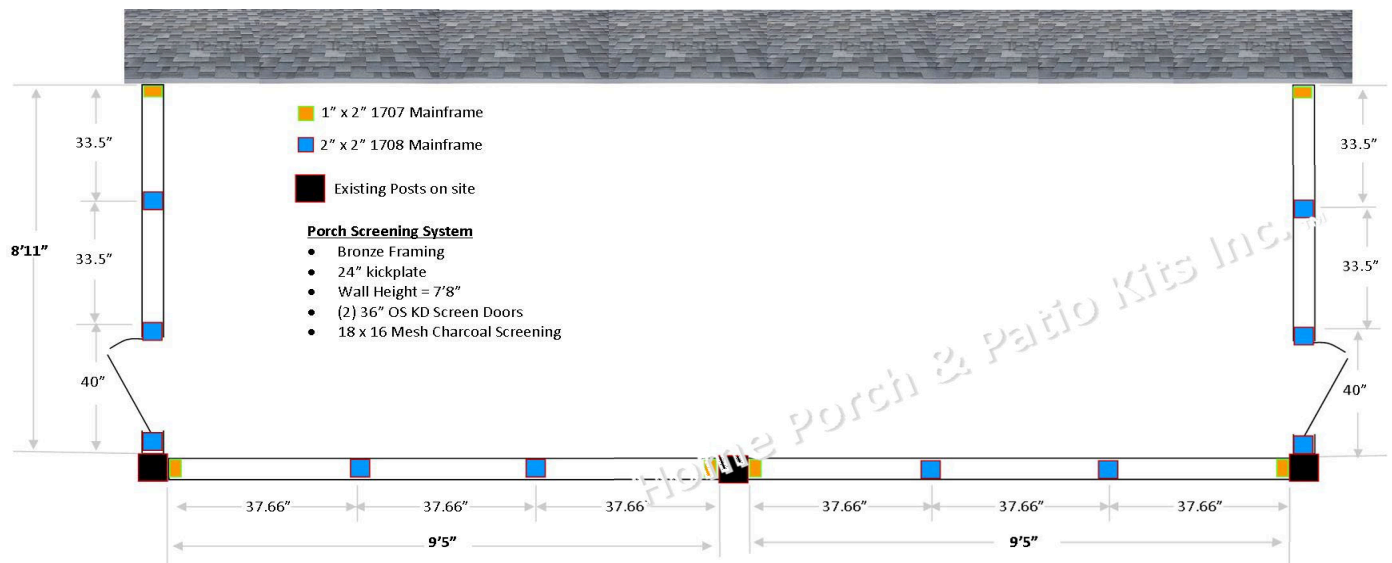 1” x 2” 1707 Mainframe
2” x 2” 1708 Mainframe
Existing Posts on site
Porch Screening System
● Bronze Framing
● 24” kickplate
● Wall Height = 7’8”
● (2) 36” OS KD Screen Doors
● 18 x 16 Mesh Charcoal Screening
33.5”
33.5”
8’11”
40”
33.5”
33.5”
40”
Home Porch & Patio Kits Inc.™
37.66” 37.66” 37.66” 37.66” 37.66” 37.66”
9’5” 9’5”